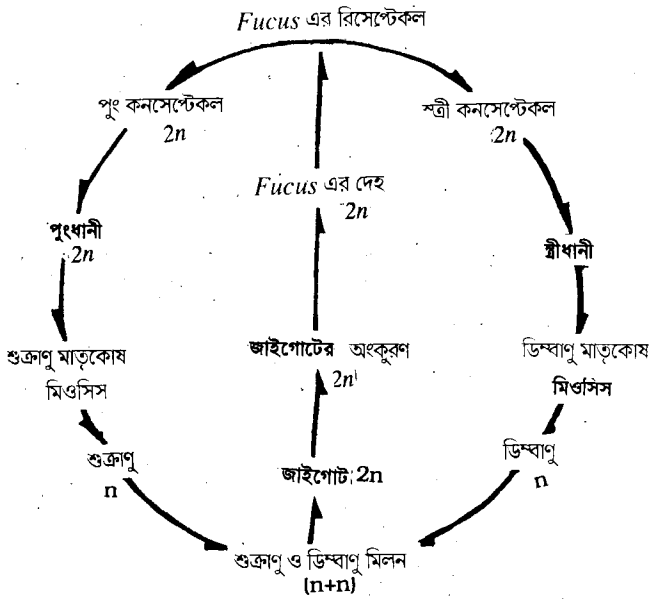 Fucus এর রিসেপ্টেকল
পুং কনসেপ্টেকল
2n
স্ত্রী কনসেপ্টেকল
2n
Fucus এর দেহ
2n
পুংধানী
2n
স্ত্রীধানী
শুক্রাণু মাতৃকোষ
মিওসিস
জাইগোটের অংকুরণ
2n
ডিম্বাণু মাতৃকোষ
মিওসিস
শুক্রাণু
n
জাইগোট 2n
ডিম্বাণু
n
শুক্রাণু ও ডিম্বাণু মিলন
(n+n)